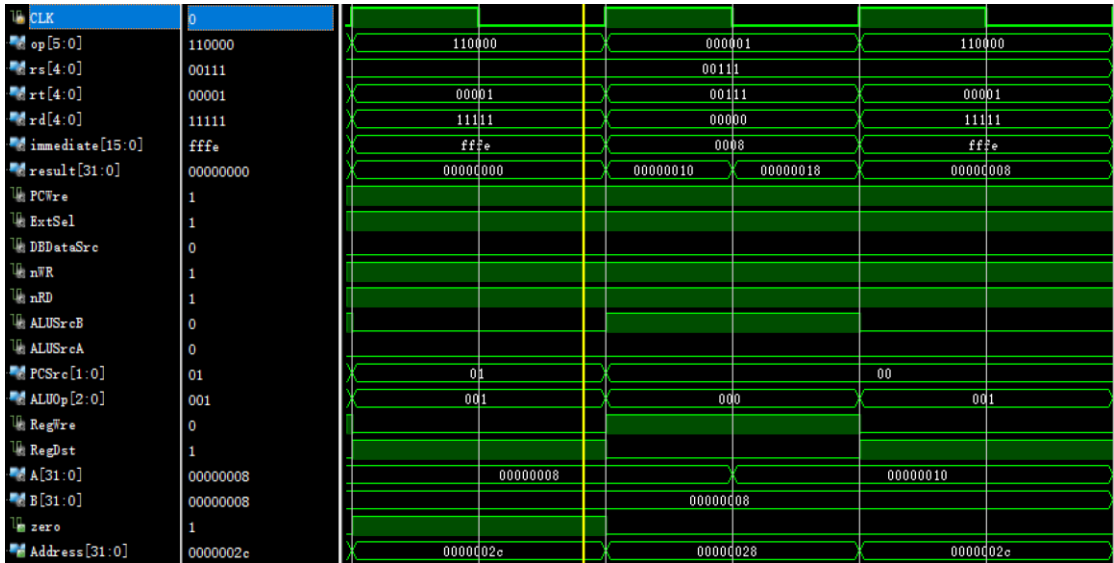 CLK 0
op[5:0] 110000 110000 000001 110000
rs[4:0] 00111 00111
rt[4:0] 00001 00001 00111 00001
rd[4:0] 11111 11111 00000 11111
immediate[15:0] fffe fffe 0008 fffe
result[31:0] 00000000 00000000 00000010 00000018 00000008
PCWre 1
ExtSel 1
DBDataSrc 0
nWR 1
nRD 1
ALUSrcB 0
ALUSrcA 0
PCSrc[1:0] 01 01 00
ALUOp[2:0] 001 001 000 001
RegWre 0
RegDst 1
A[31:0] 00000008 00000008 00000010
B[31:0] 00000008 00000008
zero 1
Address[31:0] 0000002c 0000002c 00000028 0000002c